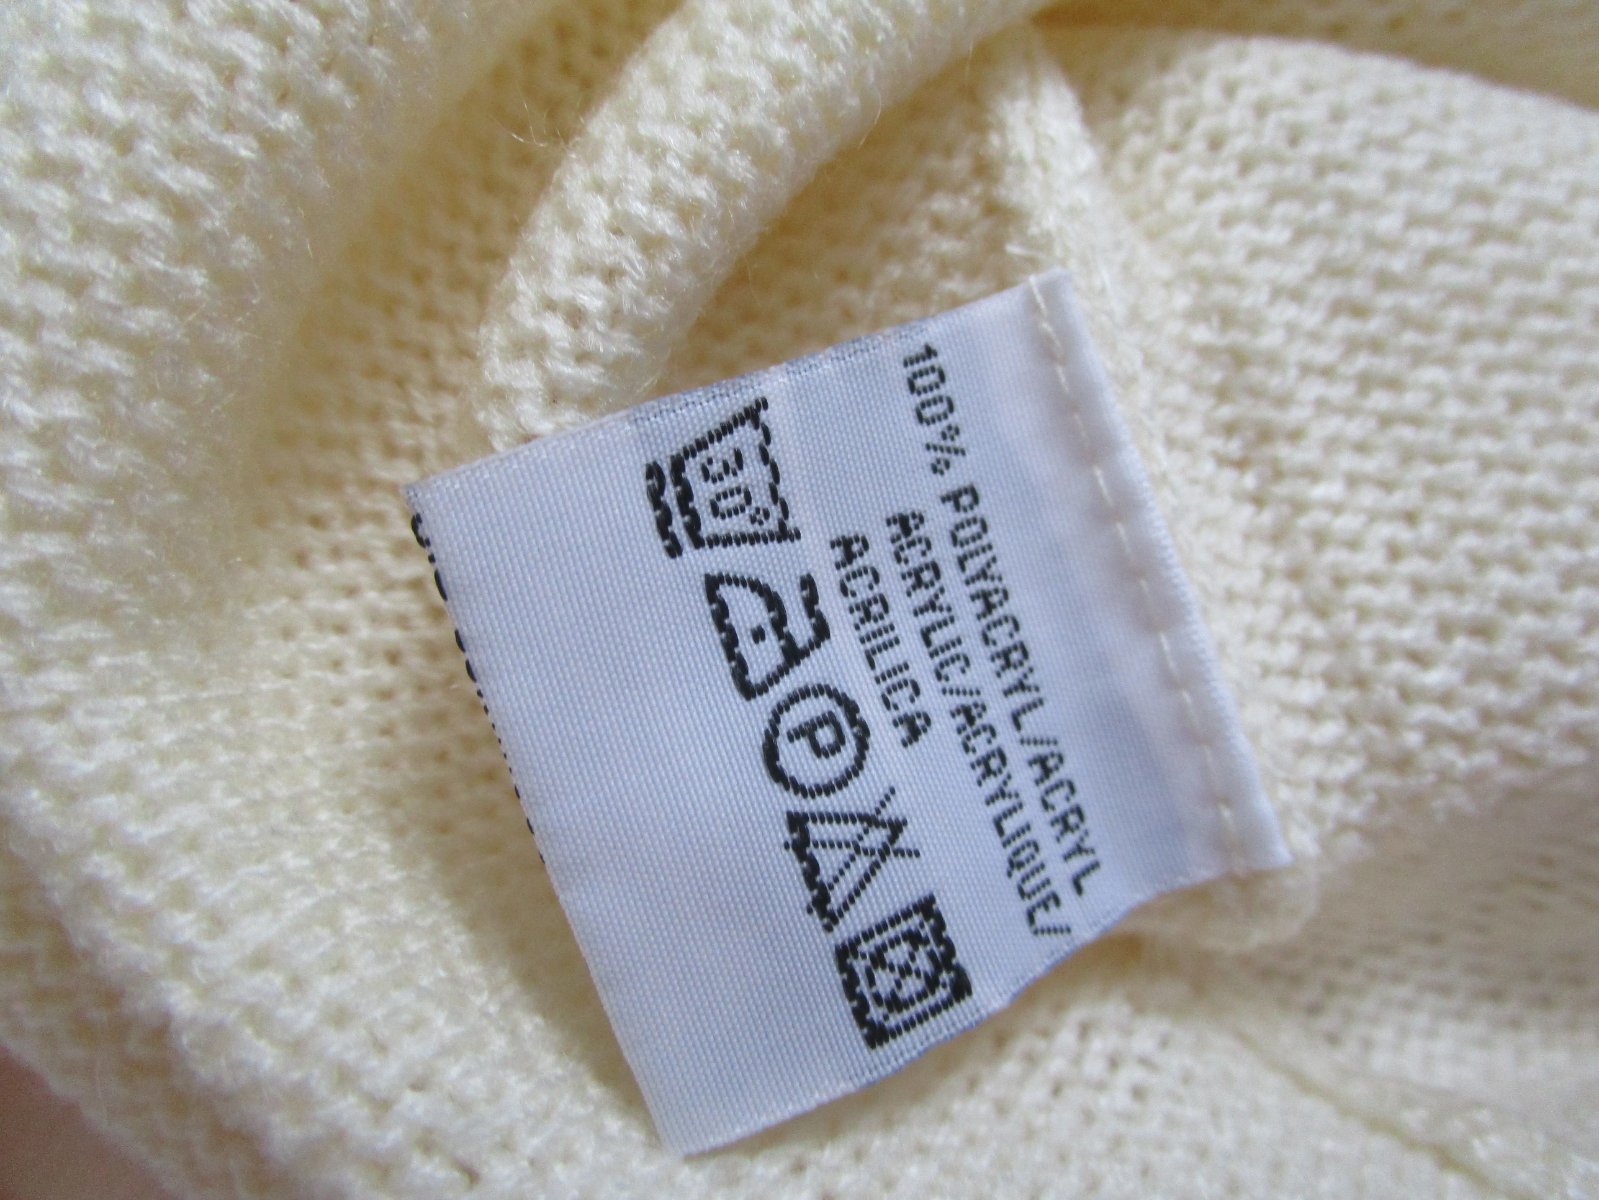 100% POLYACRYL/ACRYL
ACRYLIC/ACRYLIQUE/
ACRILICA
30°
P